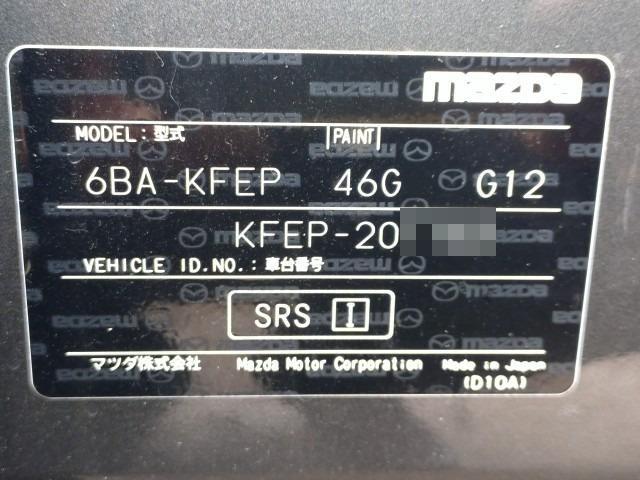 mazda
MODEL: 型式 PAINT
6BA-KFEP 46G G12
KFEP-20
VEHICLE ID.NO.: 車台番号
SRS I
マツダ株式会社 Mazda Motor Corporation Made in Japan
(D10A)